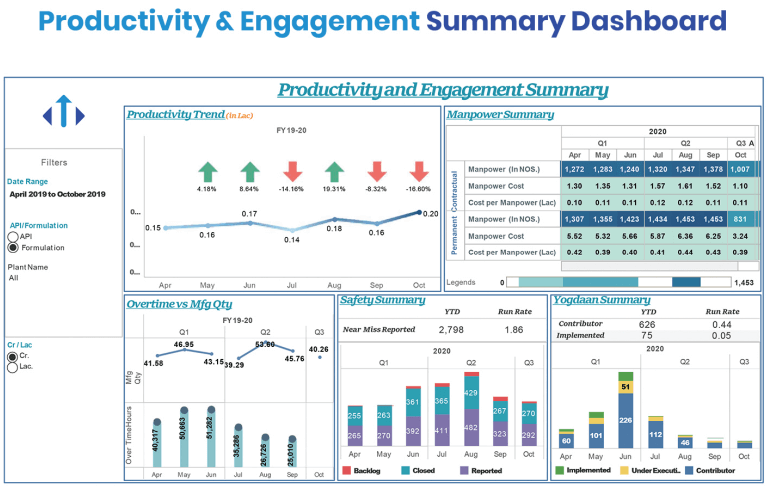 Productivity & Engagement Summary Dashboard
Productivity and Engagement Summary
Filters
Date Range
April 2019 to October 2019
API/Formulation
API
Formulation
Plant Name
All
Cr / Lac
Cr.
Lac.
Productivity Trend (in Lac)
FY 19-20
4.18% 8.64% -14.16% 19.31% -8.32% -16.60%
0...
0...
0...
0.15 0.16 0.17 0.14 0.18 0.16 0.20
Apr May Jun Jul Aug Sep Oct
Manpower Summary
2020
Q1 Q2 Q3 A
Apr May Jun Jul Aug Sep Oct
Contractual
Manpower (In NOS.) 1,272 1,283 1,240 1,320 1,347 1,378 1,007
Manpower Cost 1.30 1.35 1.31 1.57 1.61 1.52 1.10
Cost per Manpower (Lac) 0.10 0.11 0.11 0.12 0.12 0.11 0.11
Permanent
Manpower (In NOS.) 1,307 1,355 1,423 1,434 1,453 1,453 831
Manpower Cost 5.52 5.32 5.66 5.87 6.36 6.25 3.24
Cost per Manpower (Lac) 0.42 0.39 0.40 0.41 0.44 0.43 0.39
Legends 0 1,453
Overtime vs Mfg Qty
FY 19-20
Q1 Q2 Q3
Mfg Qty
41.58 46.95 43.15 39.29 53.60 45.76 40.26
Over Time Hours
40,317 50,663 51,282 35,286 26,726 25,010
Apr May Jun Jul Aug Sep Oct
Safety Summary
YTD Run Rate
Near Miss Reported 2,798 1.86
2020
Q1 Q2 Q3
255 263 361 365 429 267 270
265 270 392 411 482 323 292
Apr May Jun Jul Aug Sep Oct
Backlog Closed Reported
Yogdaan Summary
YTD Run Rate
Contributor 626 0.44
Implemented 75 0.05
2020
Q1 Q2 Q3
51
60 101 226 112 46
Apr May Jun Jul Aug Sep Oct
Implemented Under Executi.. Contributor